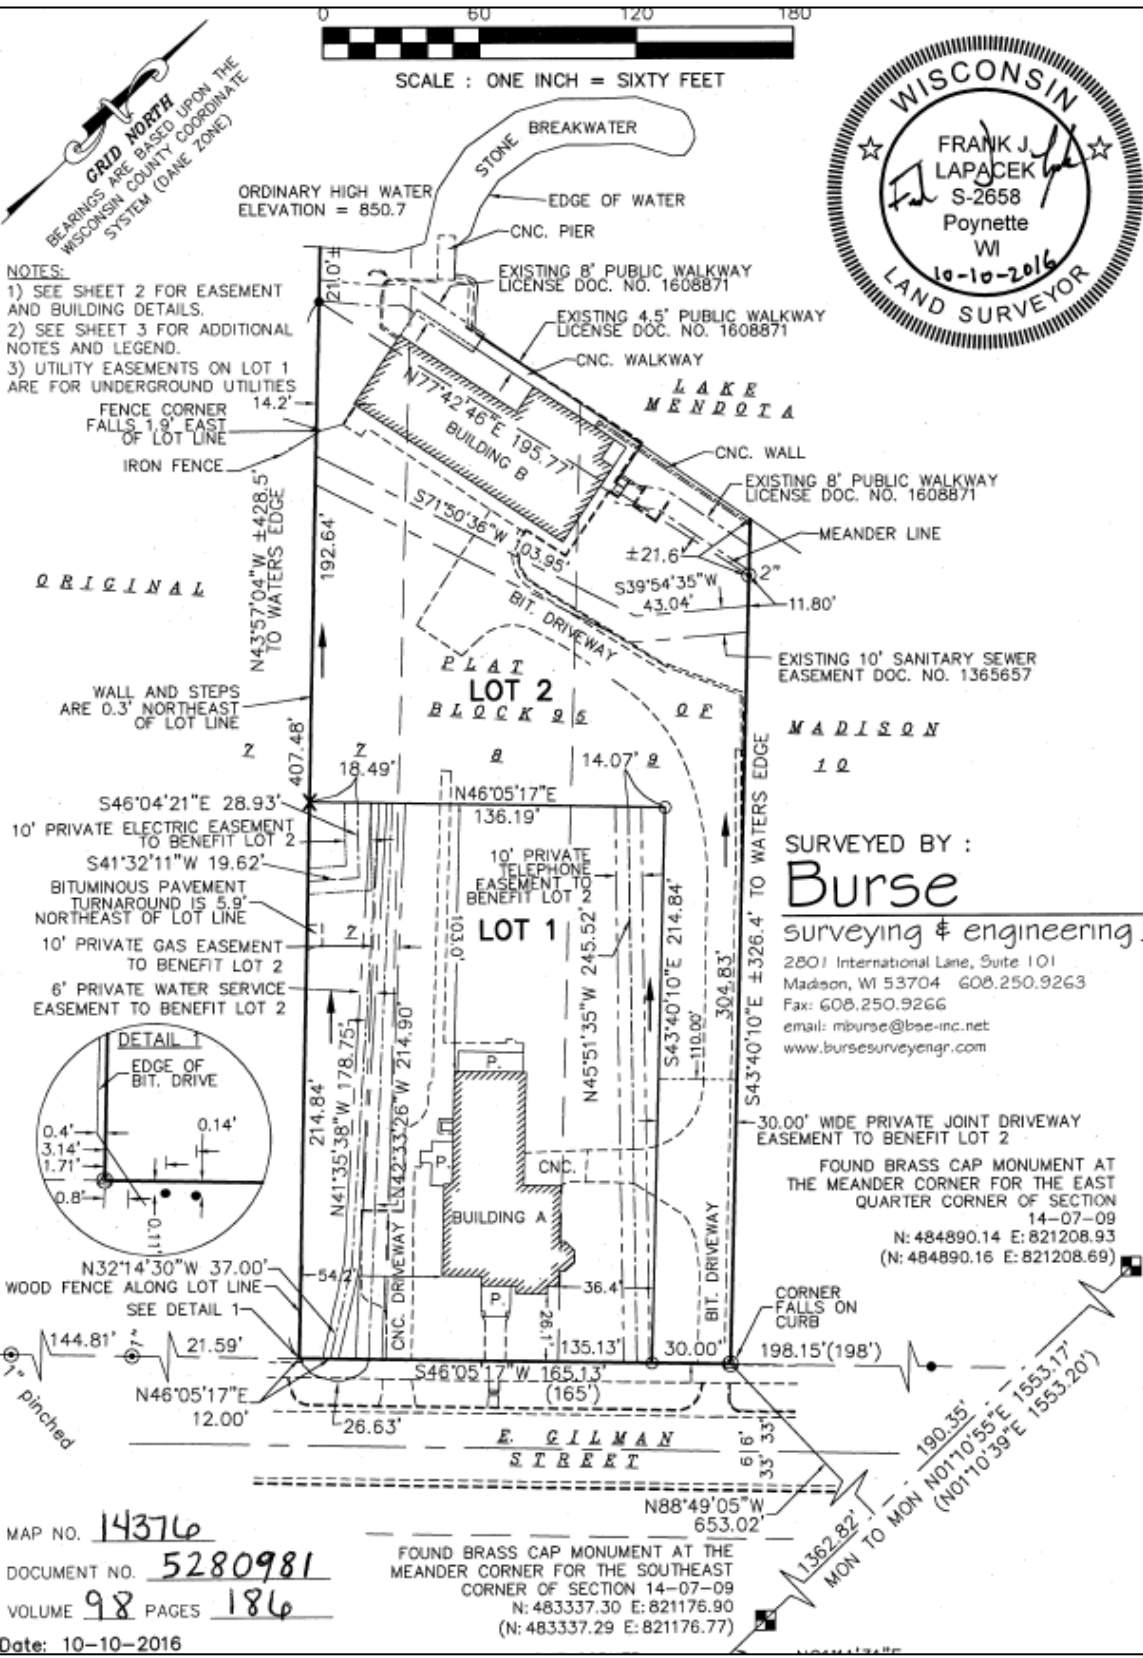 0 60 120 180
SCALE : ONE INCH = SIXTY FEET
GRID NORTH
BEARINGS ARE BASED UPON THE
WISCONSIN COUNTY COORDINATE
SYSTEM (DANE ZONE)
WISCONSIN
FRANK J.
LAPACEK
S-2658
Poynette
WI
10-10-2016
LAND SURVEYOR
STONE BREAKWATER
ORDINARY HIGH WATER
ELEVATION = 850.7
EDGE OF WATER
CNC. PIER
NOTES:
1) SEE SHEET 2 FOR EASEMENT
AND BUILDING DETAILS.
2) SEE SHEET 3 FOR ADDITIONAL
NOTES AND LEGEND.
3) UTILITY EASEMENTS ON LOT 1
ARE FOR UNDERGROUND UTILITIES
21.0'±
EXISTING 8' PUBLIC WALKWAY
LICENSE DOC. NO. 1608871
EXISTING 4.5' PUBLIC WALKWAY
LICENSE DOC. NO. 1608871
CNC. WALKWAY
LAKE
MENDOTA
14.2'
FENCE CORNER
FALLS 1.9' EAST
OF LOT LINE
IRON FENCE
N77°42'46"E 195.77'
BUILDING B
CNC. WALL
EXISTING 8' PUBLIC WALKWAY
LICENSE DOC. NO. 1608871
MEANDER LINE
S71°50'36"W 103.95'
±21.6'
2"
S39°54'35"W
43.04'
11.80'
N43°57'04"W ±428.5'
TO WATERS EDGE
192.64'
ORIGINAL
BIT. DRIVEWAY
EXISTING 10' SANITARY SEWER
EASEMENT DOC. NO. 1365657
PLAT
LOT 2
BLOCK 95
OF
MADISON
WALL AND STEPS
ARE 0.3' NORTHEAST
OF LOT LINE
7
7
8
9
10
407.48'
18.49'
14.07'
N46°05'17"E
136.19'
S46°04'21"E 28.93'
10' PRIVATE ELECTRIC EASEMENT
TO BENEFIT LOT 2
S41°32'11"W 19.62'
BITUMINOUS PAVEMENT
TURNAROUND IS 5.9'
NORTHEAST OF LOT LINE
7
10' PRIVATE GAS EASEMENT
TO BENEFIT LOT 2
6' PRIVATE WATER SERVICE
EASEMENT TO BENEFIT LOT 2
10' PRIVATE
TELEPHONE
EASEMENT TO
BENEFIT LOT 2
LOT 1
103.0'
N45°51'35"W 245.52'
S43°40'10"E 214.84'
304.83'
S43°40'10"E ±326.4' TO WATERS EDGE
110.00'
SURVEYED BY :
Burse
surveying & engineering
2801 International Lane, Suite 101
Madison, WI 53704 608.250.9263
Fax: 608.250.9266
email: mburse@bse-inc.net
www.bursesurveyengr.com
DETAIL 1
EDGE OF
BIT. DRIVE
0.4'
3.14'
1.71'
0.8'
0.14'
0.11'
214.84'
N41°35'38"W 178.75'
N42°33'26"W 214.90'
P.
P.
CNC.
BUILDING A
P.
CNC. DRIVEWAY
BIT. DRIVEWAY
30.00' WIDE PRIVATE JOINT DRIVEWAY
EASEMENT TO BENEFIT LOT 2
FOUND BRASS CAP MONUMENT AT
THE MEANDER CORNER FOR THE EAST
QUARTER CORNER OF SECTION
14-07-09
N: 484890.14 E: 821208.93
(N: 484890.16 E: 821208.69)
N32°14'30"W 37.00'
WOOD FENCE ALONG LOT LINE
SEE DETAIL 1
54.2'
36.4'
26.1'
CORNER
FALLS ON
CURB
144.81'
1"
21.59'
135.13'
30.00'
198.15'(198')
1" pinched
S46°05'17"W 165.13'
(165')
N46°05'17"E
12.00'
26.63'
E. GILMAN
STREET
6' 6'
33' 33'
190.35'
MON TO MON N01°10'55"E 1553.17'
(N01°10'39"E 1553.20')
1362.82'
N88°49'05"W
653.02'
MAP NO. 14376
DOCUMENT NO. 5280981
VOLUME 98 PAGES 186
Date: 10-10-2016
FOUND BRASS CAP MONUMENT AT THE
MEANDER CORNER FOR THE SOUTHEAST
CORNER OF SECTION 14-07-09
N: 483337.30 E: 821176.90
(N: 483337.29 E: 821176.77)